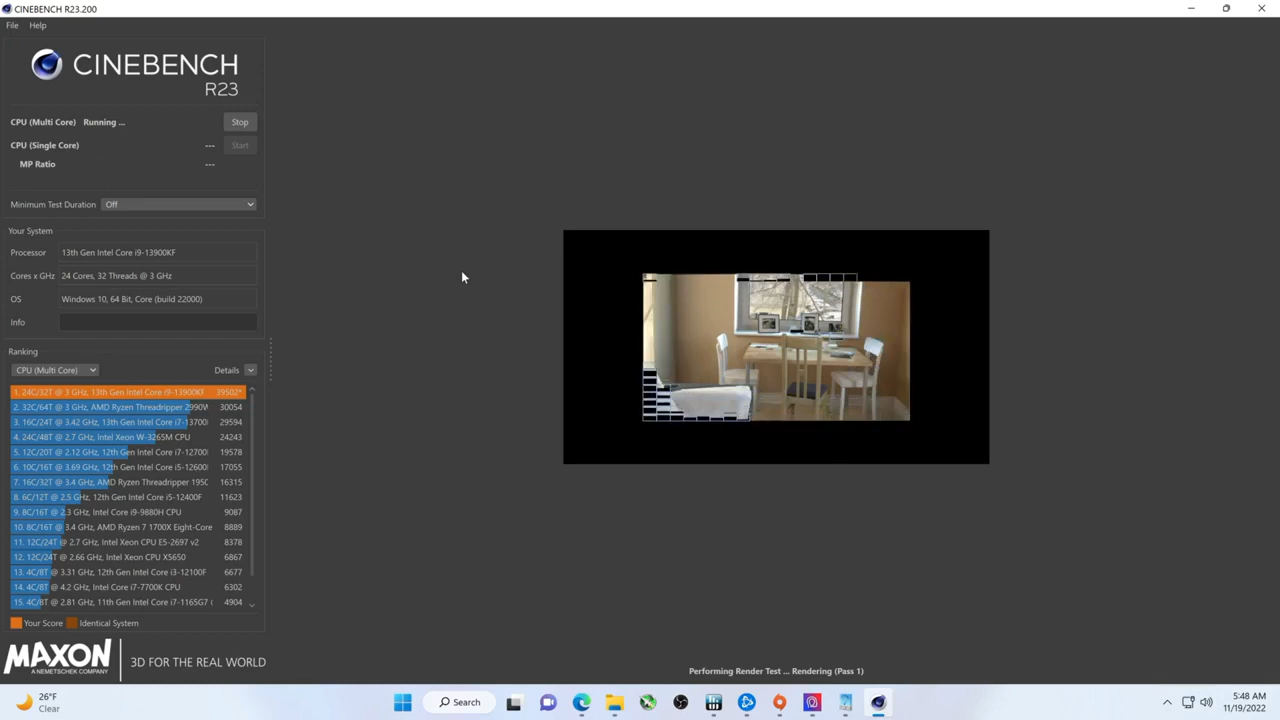 CINEBENCH R23.200
File Help
CINEBENCH
R23
CPU (Multi Core) Running ... Stop
CPU (Single Core) --- Start
MP Ratio ---
Minimum Test Duration Off
Your System
Processor 13th Gen Intel Core i9-13900KF
Cores x GHz 24 Cores, 32 Threads @ 3 GHz
OS Windows 10, 64 Bit, Core (build 22000)
Info
Ranking
CPU (Multi Core) Details
1. 24C/32T @ 3 GHz, 13th Gen Intel Core i9-13900KF 39502*
2. 32C/64T @ 3 GHz, AMD Ryzen Threadripper 2990W 30054
3. 16C/24T @ 3.42 GHz, 13th Gen Intel Core i7-13700 29594
4. 24C/48T @ 2.7 GHz, Intel Xeon W-3265M CPU 24243
5. 12C/20T @ 2.12 GHz, 12th Gen Intel Core i7-12700 19578
6. 10C/16T @ 3.69 GHz, 12th Gen Intel Core i5-12600 17055
7. 16C/32T @ 3.4 GHz, AMD Ryzen Threadripper 195 16315
8. 6C/12T @ 2.5 GHz, 12th Gen Intel Core i5-12400F 11623
9. 8C/16T @ 2.3 GHz, Intel Core i9-9880H CPU 9087
10. 8C/16T @ 3.4 GHz, AMD Ryzen 7 1700X Eight-Core 8889
11. 12C/24T @ 2.7 GHz, Intel Xeon CPU E5-2697 v2 8378
12. 12C/24T @ 2.66 GHz, Intel Xeon CPU X5650 6867
13. 4C/8T @ 3.31 GHz, 12th Gen Intel Core i3-12100F 6677
14. 4C/8T @ 4.2 GHz, Intel Core i7-7700K CPU 6302
15. 4C/8T @ 2.81 GHz, 11th Gen Intel Core i7-1165G7 4904
Your Score Identical System
MAXON
A NEMETSCHEK COMPANY
3D FOR THE REAL WORLD
Performing Render Test ... Rendering (Pass 1)
26°F
Clear
Search
5:48 AM
11/19/2022